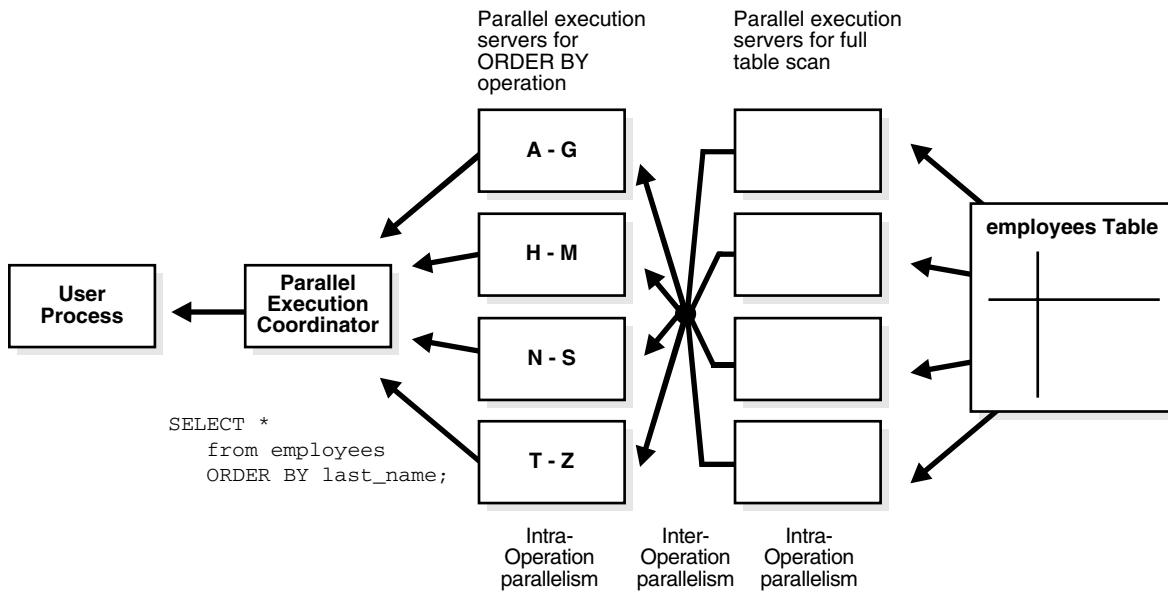 Parallel execution
servers for
ORDER BY
operation
Parallel execution
servers for full
table scan
A - G
H - M
N - S
T - Z
employees Table
User
Process
Parallel
Execution
Coordinator
SELECT *
from employees
ORDER BY last_name;
Intra-
Operation
parallelism
Inter-
Operation
parallelism
Intra-
Operation
parallelism